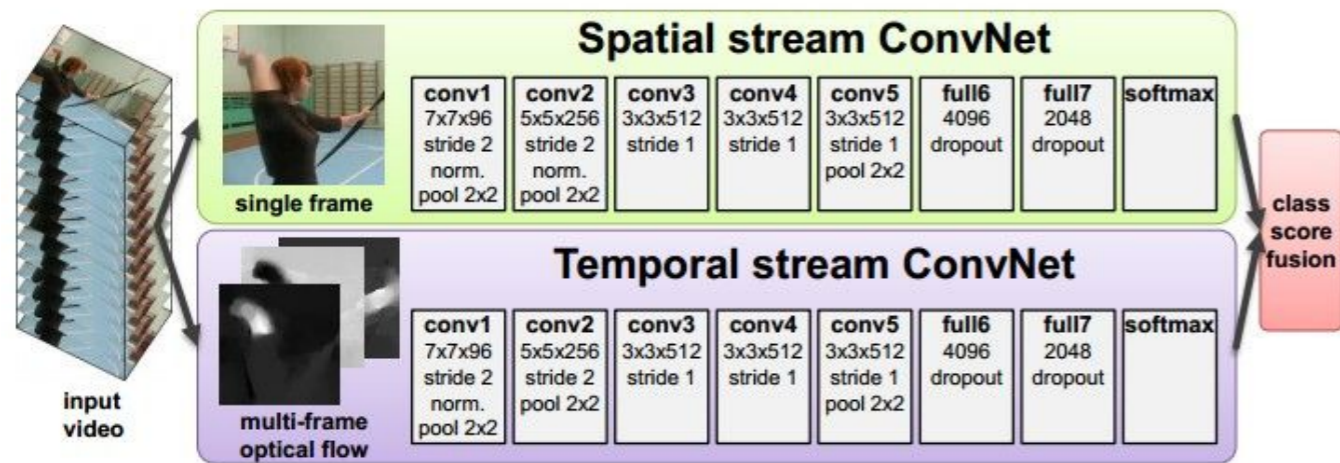 Spatial stream ConvNet
conv1
7x7x96
stride 2
norm.
pool 2x2
conv2
5x5x256
stride 2
norm.
pool 2x2
conv3
3x3x512
stride 1
conv4
3x3x512
stride 1
conv5
3x3x512
stride 1
pool 2x2
full6
4096
dropout
full7
2048
dropout
softmax
single frame
input
video
Temporal stream ConvNet
conv1
7x7x96
stride 2
norm.
pool 2x2
conv2
5x5x256
stride 2
pool 2x2
conv3
3x3x512
stride 1
conv4
3x3x512
stride 1
conv5
3x3x512
stride 1
pool 2x2
full6
4096
dropout
full7
2048
dropout
softmax
multi-frame
optical flow
class
score
fusion